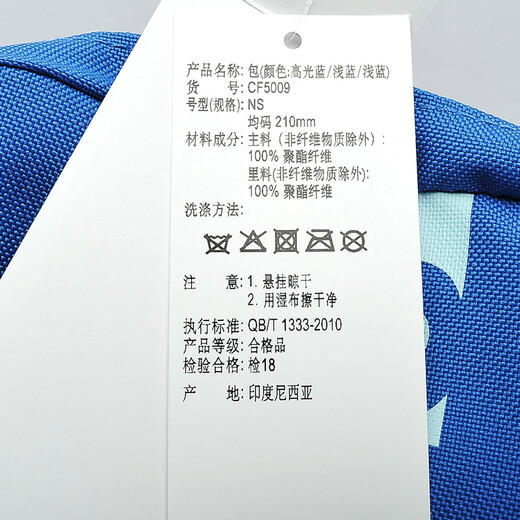 产品名称: 包(颜色:高光蓝/浅蓝/浅蓝)
货 号: CF5009
号型(规格): NS
均码 210mm
材料成分: 主料（非纤维物质除外）:
100% 聚酯纤维
里料(非纤维物质除外):
100% 聚酯纤维
洗涤方法:
注 意: 1. 悬挂晾干
2. 用湿布擦干净
执行标准: QB/T 1333-2010
产品等级: 合格品
检验合格: 检18
产 地: 印度尼西亚